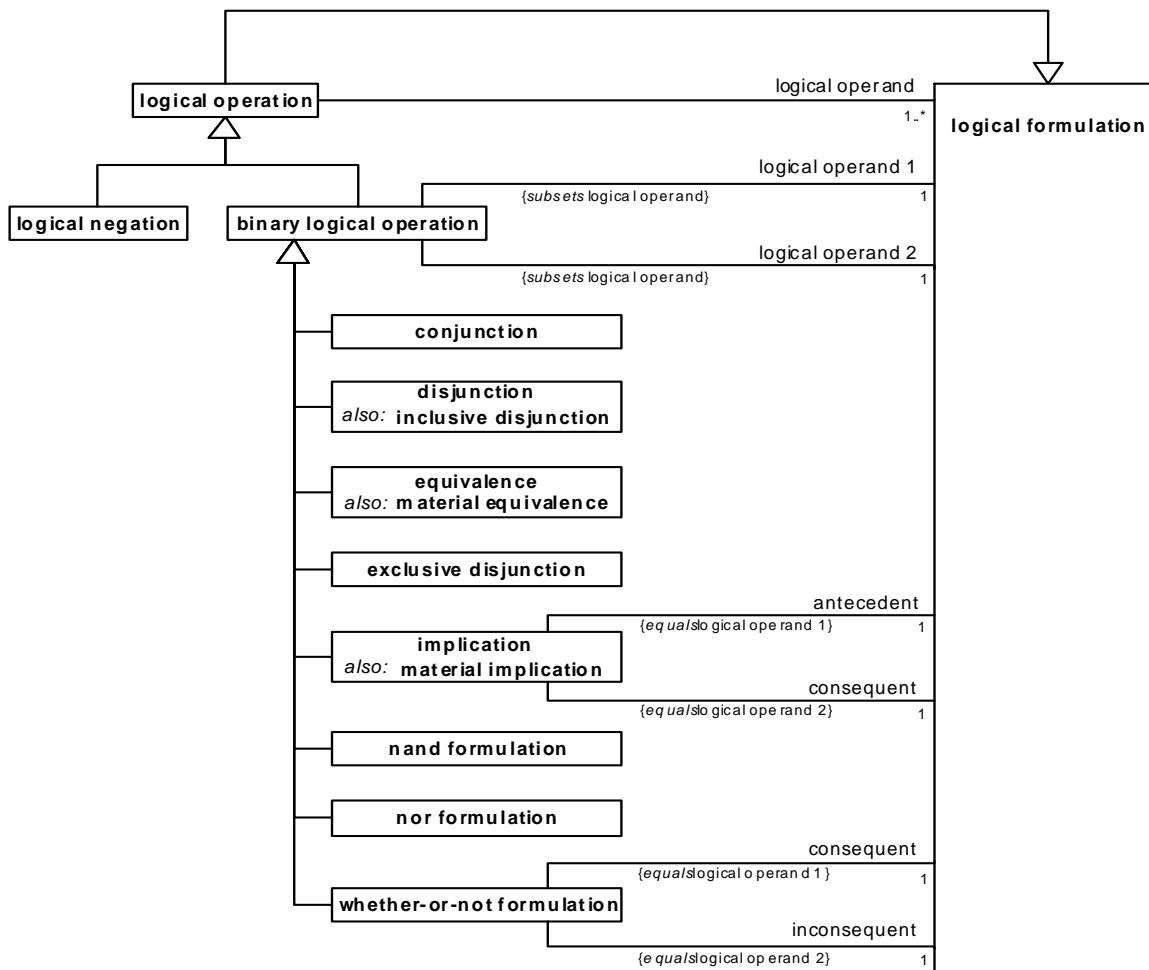 logical operation
logical operand
1..*
logical formulation
logical operand 1
{subsets logical operand}
1
logical negation
binary logical operation
logical operand 2
{subsets logical operand}
1
conjunction
disjunction
also: inclusive disjunction
equivalence
also: material equivalence
exclusive disjunction
antecedent
{equals logical operand 1}
1
implication
also: material implication
consequent
{equals logical operand 2}
1
nand formulation
nor formulation
consequent
{equals logical operand 1}
1
whether-or-not formulation
inconsequent
{equals logical operand 2}
1